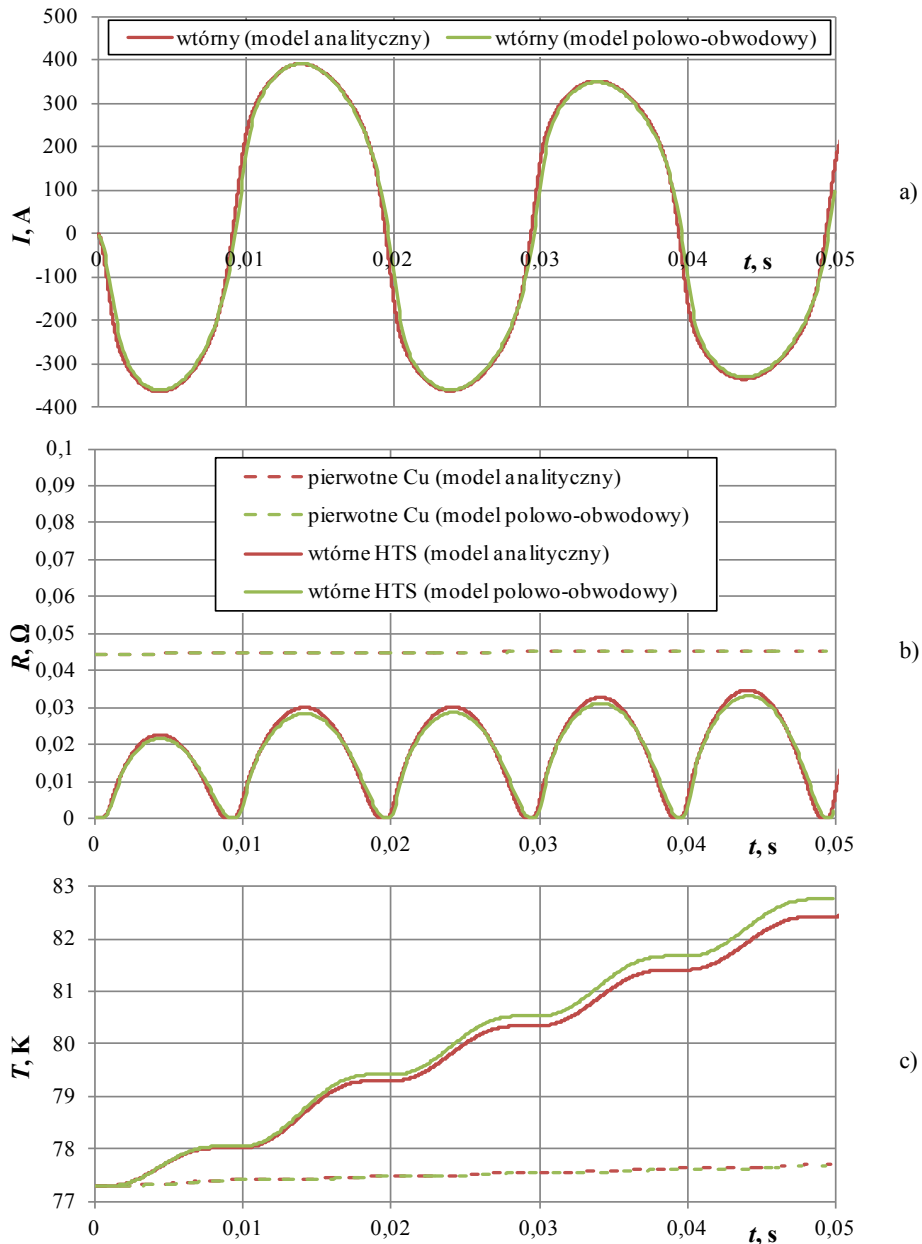 500
wtórny (model analityczny) wtórny (model polowo-obwodowy)
400
300
200
100
0
-100
-200
-300
-400
I, A
0 0,01 0,02 0,03 0,04 0,05
t, s
a)
0,1
0,09
0,08
0,07
0,06
0,05
0,04
0,03
0,02
0,01
0
R, Ω
pierwotne Cu (model analityczny)
pierwotne Cu (model polowo-obwodowy)
wtórne HTS (model analityczny)
wtórne HTS (model polowo-obwodowy)
b)
0 0,01 0,02 0,03 0,04 0,05
t, s
83
82
81
80
79
78
77
T, K
c)
0 0,01 0,02 0,03 0,04 0,05
t, s